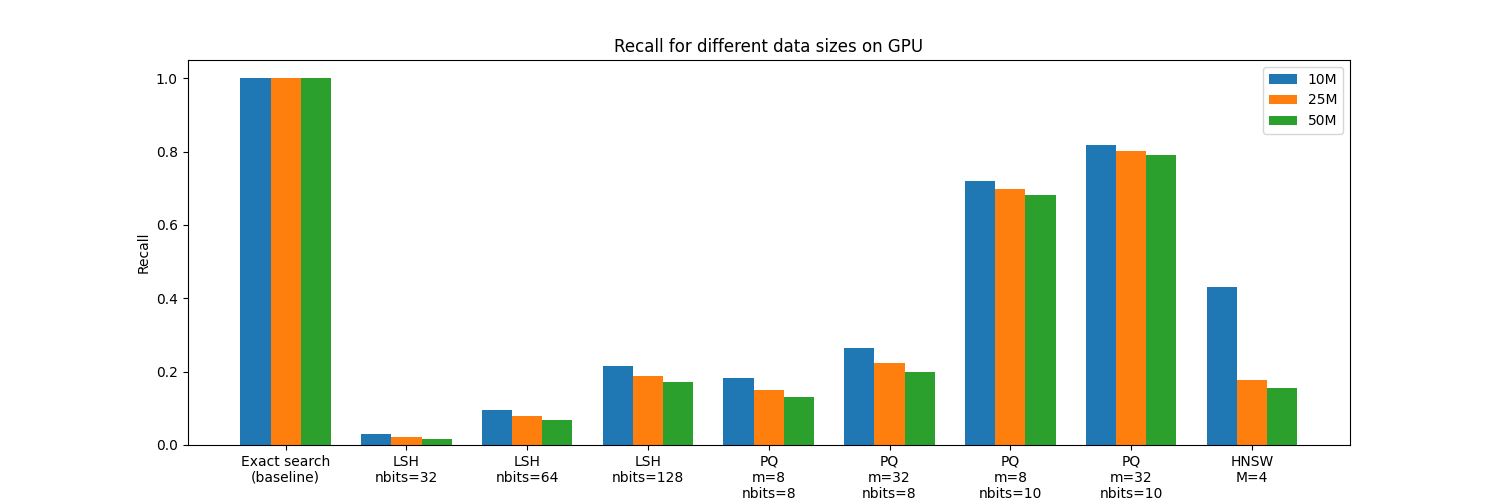 Recall for different data sizes on GPU
10M
25M
50M
Recall
1.0
0.8
0.6
0.4
0.2
0.0
Exact search
(baseline)
LSH
nbits=32
LSH
nbits=64
LSH
nbits=128
PQ
m=8
nbits=8
PQ
m=32
nbits=8
PQ
m=8
nbits=10
PQ
m=32
nbits=10
HNSW
M=4